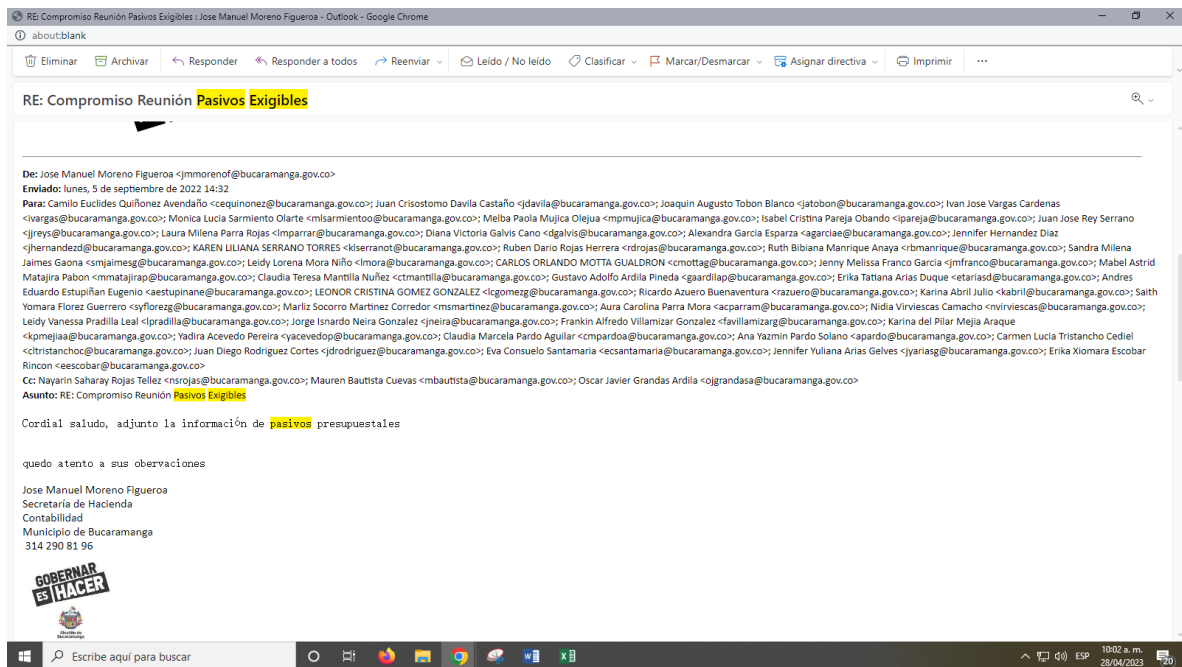 RE: Compromiso Reunión Pasivos Exigibles : Jose Manuel Moreno Figueroa - Outlook - Google Chrome
about:blank
Eliminar Archivar Responder Responder a todos Reenviar Leído / No leído Clasificar Marcar/Desmarcar Asignar directiva Imprimir ...
RE: Compromiso Reunión Pasivos Exigibles
De: Jose Manuel Moreno Figueroa <jmmorenof@bucaramanga.gov.co>
Enviado: lunes, 5 de septiembre de 2022 14:32
Para: Camilo Euclides Quiñonez Avendaño <cequinonez@bucaramanga.gov.co>; Juan Crisostomo Davila Castaño <jdavila@bucaramanga.gov.co>; Joaquin Augusto Tobon Blanco <jatobon@bucaramanga.gov.co>; Ivan Jose Vargas Cardenas
<ivargas@bucaramanga.gov.co>; Monica Lucia Sarmiento Olarte <mlsarmientoo@bucaramanga.gov.co>; Melba Paola Mujica Olejua <mpmujica@bucaramanga.gov.co>; Isabel Cristina Pareja Obando <ipareja@bucaramanga.gov.co>; Juan Jose Rey Serrano
<jjreys@bucaramanga.gov.co>; Laura Milena Parra Rojas <lmparrar@bucaramanga.gov.co>; Diana Victoria Galvis Cano <dgalvis@bucaramanga.gov.co>; Alexandra Garcia Esparza <agarciae@bucaramanga.gov.co>; Jennifer Hernandez Diaz
<jhernandezd@bucaramanga.gov.co>; KAREN LILIANA SERRANO TORRES <klserranot@bucaramanga.gov.co>; Ruben Dario Rojas Herrera <rdrojas@bucaramanga.gov.co>; Ruth Bibiana Manrique Anaya <rbmanrique@bucaramanga.gov.co>; Sandra Milena
Jaimes Gaona <smjaimesg@bucaramanga.gov.co>; Leidy Lorena Mora Niño <lmora@bucaramanga.gov.co>; CARLOS ORLANDO MOTTA GUALDRON <cmottag@bucaramanga.gov.co>; Jenny Melissa Franco Garcia <jmfranco@bucaramanga.gov.co>; Mabel Astrid
Matajira Pabon <mmatajirap@bucaramanga.gov.co>; Claudia Teresa Mantilla Nuñez <ctmantilla@bucaramanga.gov.co>; Gustavo Adolfo Ardila Pineda <gaardilap@bucaramanga.gov.co>; Erika Tatiana Arias Duque <etariasd@bucaramanga.gov.co>; Andres
Eduardo Estupiñan Eugenio <aestupinane@bucaramanga.gov.co>; LEONOR CRISTINA GOMEZ GONZALEZ <lcgomezg@bucaramanga.gov.co>; Ricardo Azuero Buenaventura <razuero@bucaramanga.gov.co>; Karina Abril Julio <kabril@bucaramanga.gov.co>; Saith
Yomara Florez Guerrero <syflorezg@bucaramanga.gov.co>; Marliz Socorro Martinez Corredor <msmartinez@bucaramanga.gov.co>; Aura Carolina Parra Mora <acparram@bucaramanga.gov.co>; Nidia Virviescas Camacho <nvirviescas@bucaramanga.gov.co>;
Leidy Vanessa Pradilla Leal <lpradilla@bucaramanga.gov.co>; Jorge Isnardo Neira Gonzalez <jneira@bucaramanga.gov.co>; Frankin Alfredo Villamizar Gonzalez <favillamizarg@bucaramanga.gov.co>; Karina del Pilar Mejia Araque
<kpmejiaa@bucaramanga.gov.co>; Yadira Acevedo Pereira <yacevedop@bucaramanga.gov.co>; Claudia Marcela Pardo Aguilar <cmpardoa@bucaramanga.gov.co>; Ana Yazmin Pardo Solano <apardo@bucaramanga.gov.co>; Carmen Lucia Tristancho Cediel
<cltristanchoc@bucaramanga.gov.co>; Juan Diego Rodriguez Cortes <jdrodriguez@bucaramanga.gov.co>; Eva Consuelo Santamaria <ecsantamaria@bucaramanga.gov.co>; Jennifer Yuliana Arias Gelves <jyariasg@bucaramanga.gov.co>; Erika Xiomara Escobar
Rincon <eescobar@bucaramanga.gov.co>
Cc: Nayarin Saharay Rojas Tellez <nsrojas@bucaramanga.gov.co>; Mauren Bautista Cuevas <mbautista@bucaramanga.gov.co>; Oscar Javier Grandas Ardila <ojgrandasa@bucaramanga.gov.co>
Asunto: RE: Compromiso Reunión Pasivos Exigibles
Cordial saludo, adjunto la información de pasivos presupuestales
quedo atento a sus obervaciones
Jose Manuel Moreno Figueroa
Secretaría de Hacienda
Contabilidad
Municipio de Bucaramanga
314 290 81 96
GOBERNAR
ES HACER
Alcaldía de
Bucaramanga
Escribe aquí para buscar
ESP
10:02 a. m.
28/04/2023
20